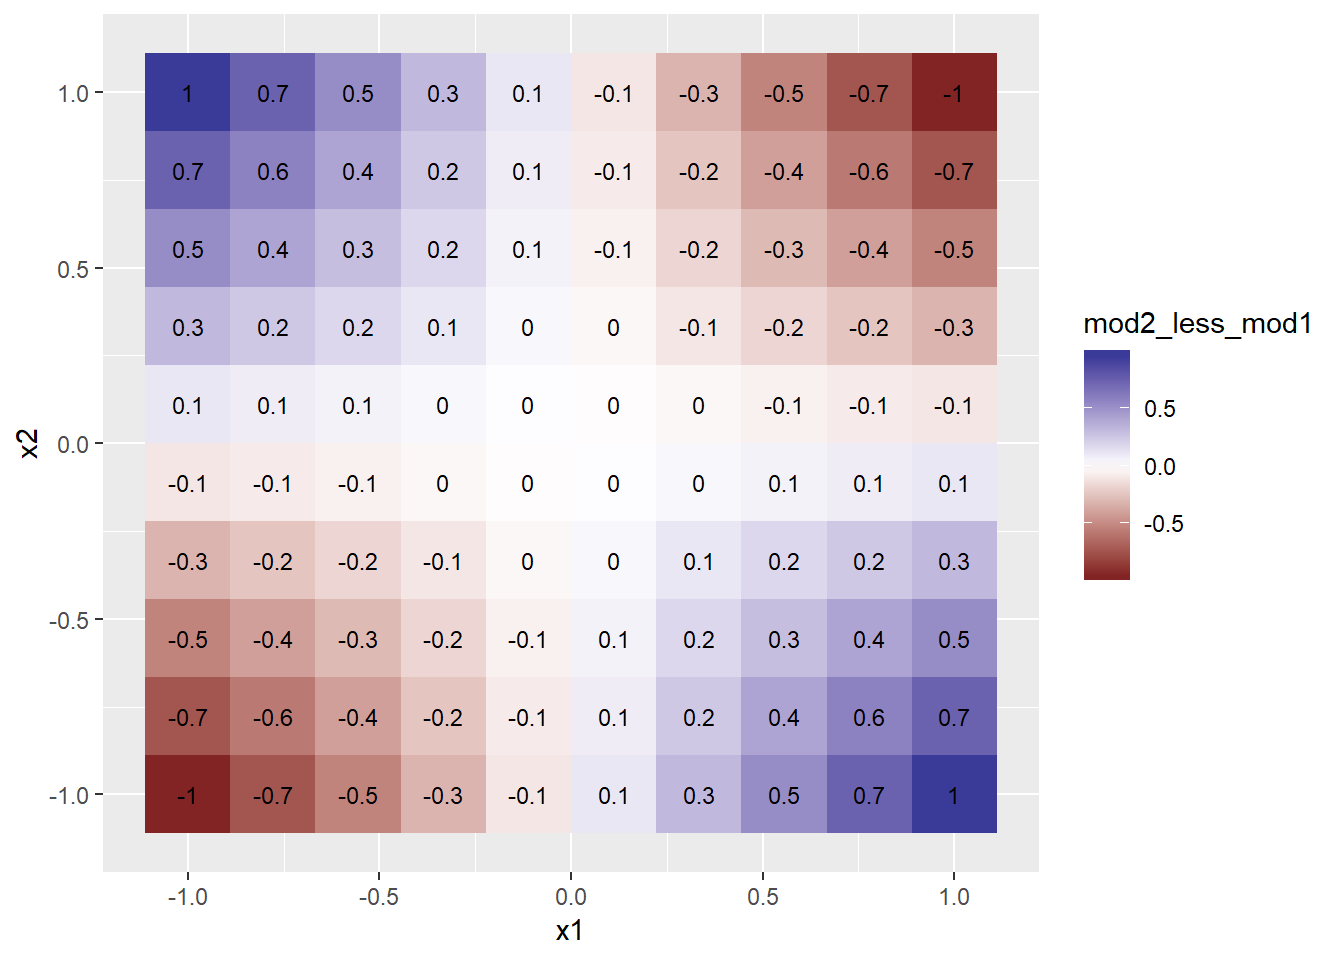 1.0 1 0.7 0.5 0.3 0.1 -0.1 -0.3 -0.5 -0.7 -1
0.7 0.6 0.4 0.2 0.1 -0.1 -0.2 -0.4 -0.6 -0.7
0.5 0.5 0.4 0.3 0.2 0.1 -0.1 -0.2 -0.3 -0.4 -0.5
0.3 0.2 0.2 0.1 0 0 -0.1 -0.2 -0.2 -0.3
0.1 0.1 0.1 0 0 0 0 -0.1 -0.1 -0.1
x2
0.0
-0.1 -0.1 -0.1 0 0 0 0 0.1 0.1 0.1
-0.3 -0.2 -0.2 -0.1 0 0 0.1 0.2 0.2 0.3
-0.5 -0.5 -0.4 -0.3 -0.2 -0.1 0.1 0.2 0.3 0.4 0.5
-0.7 -0.6 -0.4 -0.2 -0.1 0.1 0.2 0.4 0.6 0.7
-1.0 -1 -0.7 -0.5 -0.3 -0.1 0.1 0.3 0.5 0.7 1
-1.0 -0.5 0.0 0.5 1.0
x1
mod2_less_mod1
0.5
0.0
-0.5